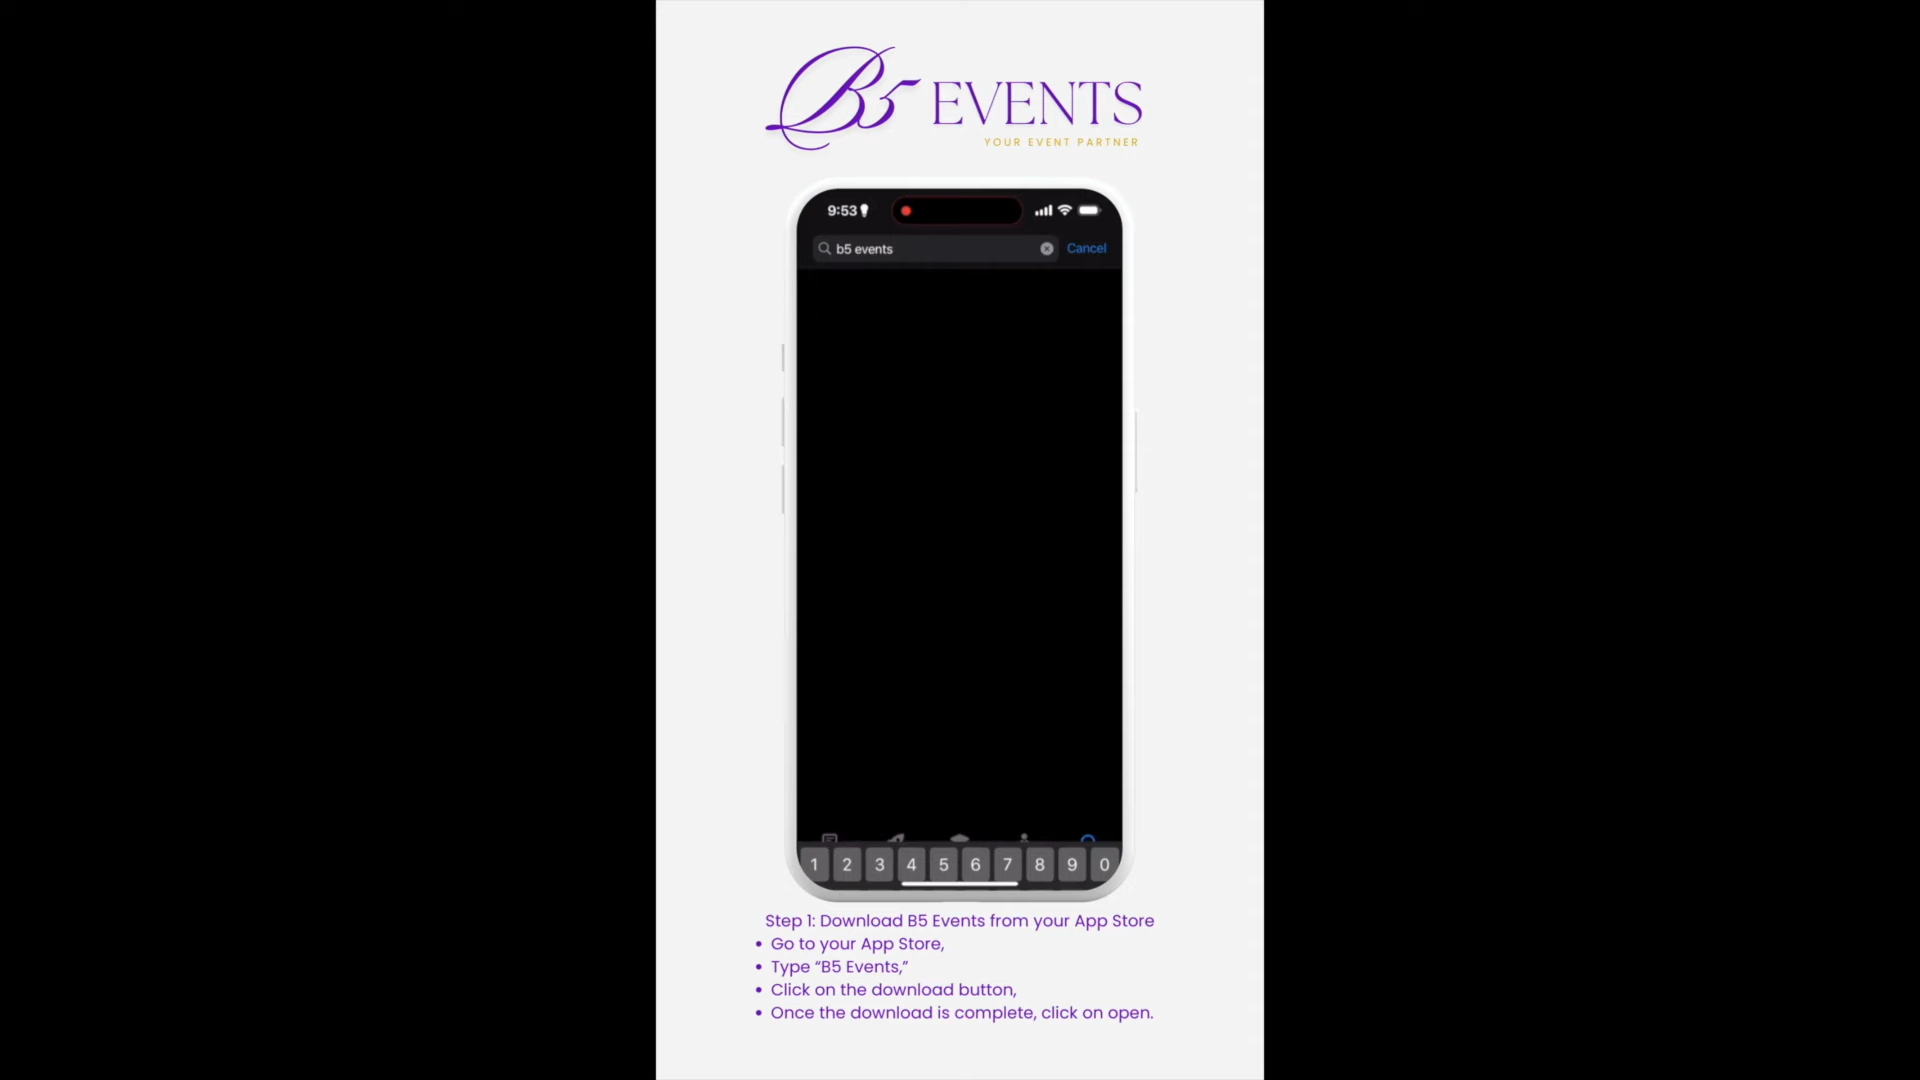 B5 EVENTS
YOUR EVENT PARTNER
9:53
b5 events
Cancel
1 2 3 4 5 6 7 8 9 0
Step 1: Download B5 Events from your App Store
• Go to your App Store,
• Type “B5 Events,”
• Click on the download button,
• Once the download is complete, click on open.